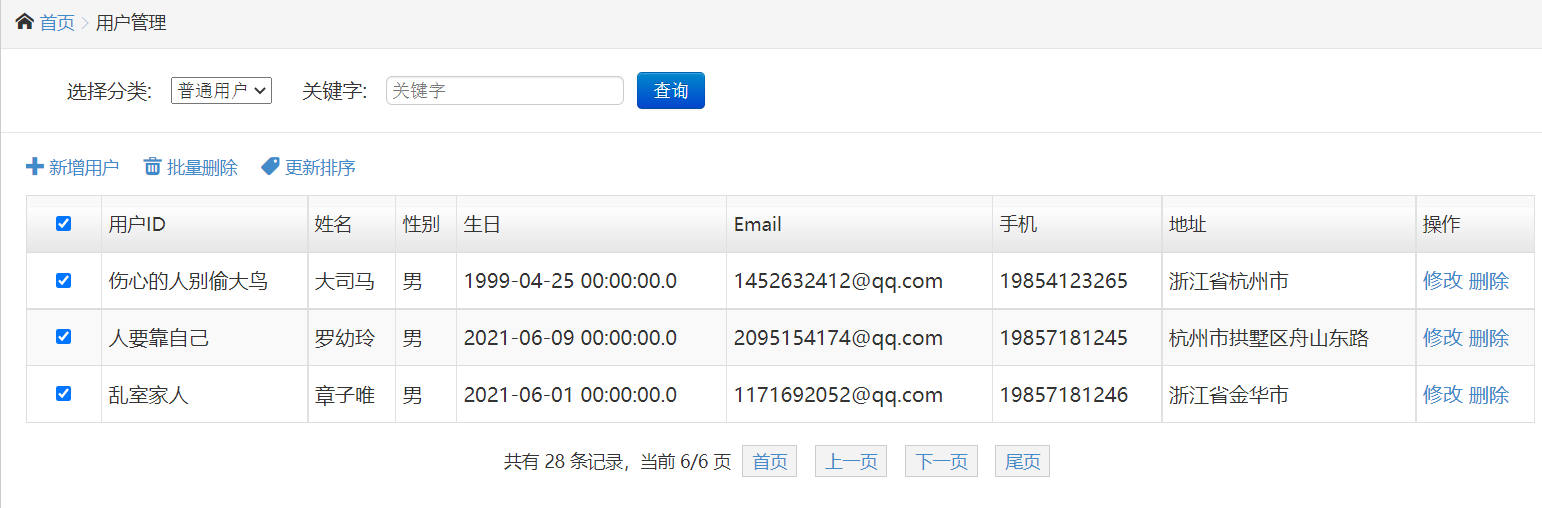 首页 > 用户管理
选择分类: 普通用户 关键字: 关键字 查询
新增用户 批量删除 更新排序
用户ID 姓名 性别 生日 Email 手机 地址 操作
伤心的人别偷大鸟 大司马 男 1999-04-25 00:00:00.0 1452632412@qq.com 19854123265 浙江省杭州市 修改 删除
人要靠自己 罗幼玲 男 2021-06-09 00:00:00.0 2095154174@qq.com 19857181245 杭州市拱墅区舟山东路 修改 删除
乱室家人 章子唯 男 2021-06-01 00:00:00.0 1171692052@qq.com 19857181246 浙江省金华市 修改 删除
共有 28 条记录，当前 6/6 页 首页 上一页 下一页 尾页